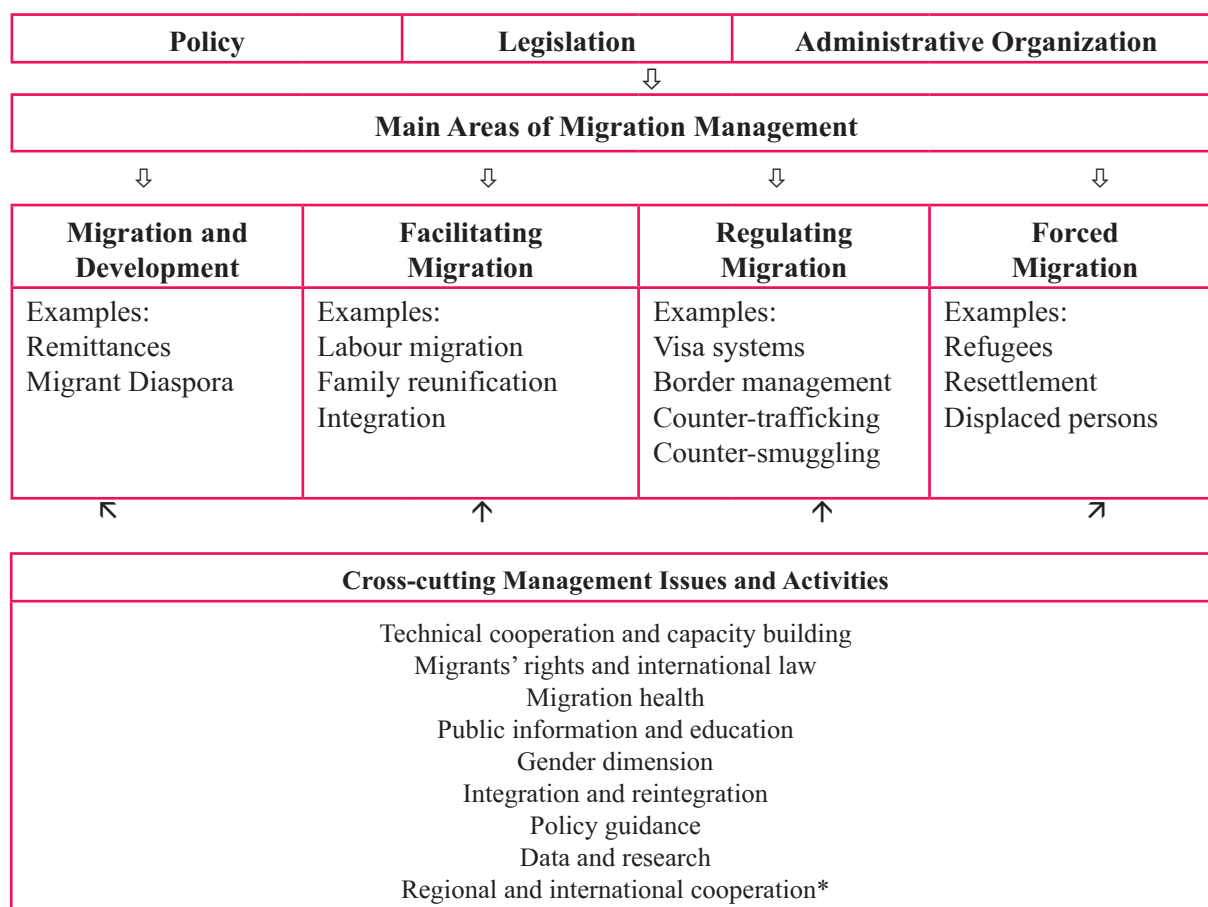 Policy
Legislation
Administrative Organization
⇩
Main Areas of Migration Management
⇩ ⇩ ⇩ ⇩
Migration and
Development
Examples:
Remittances
Migrant Diaspora
Facilitating
Migration
Examples:
Labour migration
Family reunification
Integration
Regulating
Migration
Examples:
Visa systems
Border management
Counter-trafficking
Counter-smuggling
Forced
Migration
Examples:
Refugees
Resettlement
Displaced persons
↖ ↑ ↑ ↗
Cross-cutting Management Issues and Activities
Technical cooperation and capacity building
Migrants’ rights and international law
Migration health
Public information and education
Gender dimension
Integration and reintegration
Policy guidance
Data and research
Regional and international cooperation*